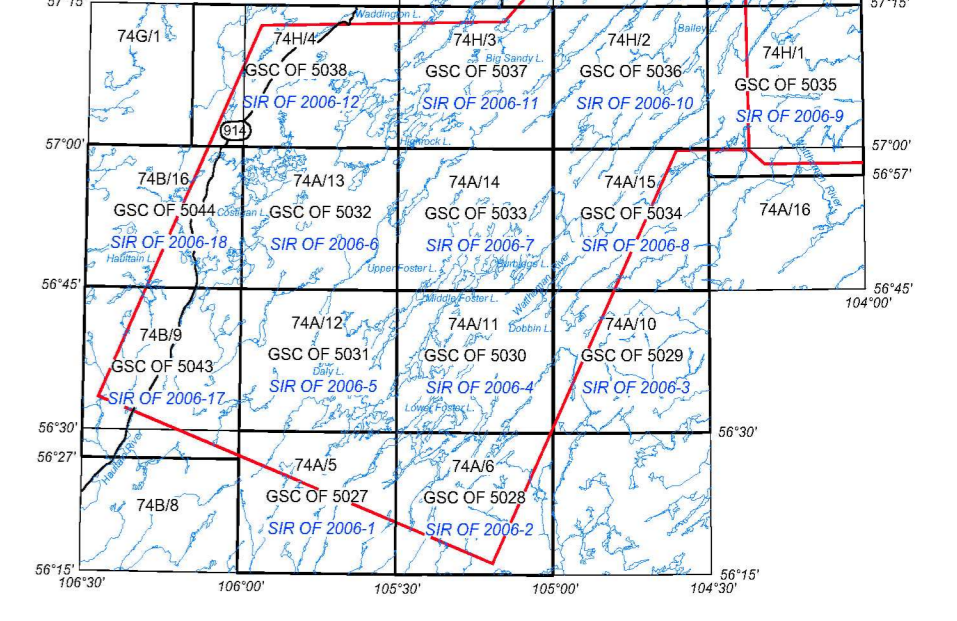 57°15'
57°15'
Waddington L.
74G/1
74H/4
GSC OF 5038
SIR OF 2006-12
914
74H/3
Big Sandy L.
GSC OF 5037
SIR OF 2006-11
Bailey L.
74H/2
GSC OF 5036
SIR OF 2006-10
74H/1
GSC OF 5035
SIR OF 2006-9
57°00'
57°00'
56°57'
74B/16
GSC OF 5044
SIR OF 2006-18
Haultain L.
Costigan L.
74A/13
GSC OF 5032
SIR OF 2006-6
Upper Foster L.
74A/14
GSC OF 5033
SIR OF 2006-7
74A/15
GSC OF 5034
SIR OF 2006-8
Wathaman River
74A/16
56°45'
56°45'
104°00'
74B/9
GSC OF 5043
SIR OF 2006-17
74A/12
GSC OF 5031
Daly L.
SIR OF 2006-5
Middle Foster L.
74A/11
GSC OF 5030
SIR OF 2006-4
Lower Foster L.
Dobbin L.
Wathaman River
74A/10
GSC OF 5029
SIR OF 2006-3
56°30'
56°30'
56°27'
Haultain River
74B/8
74A/5
GSC OF 5027
SIR OF 2006-1
74A/6
GSC OF 5028
SIR OF 2006-2
56°15'
56°15'
106°30'
106°00'
105°30'
105°00'
104°30'